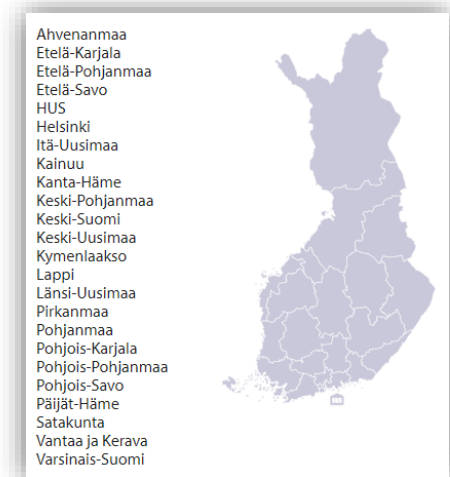 Ahvenanmaa
Etelä-Karjala
Etelä-Pohjanmaa
Etelä-Savo
HUS
Helsinki
Itä-Uusimaa
Kainuu
Kanta-Häme
Keski-Pohjanmaa
Keski-Suomi
Keski-Uusimaa
Kymenlaakso
Lappi
Länsi-Uusimaa
Pirkanmaa
Pohjanmaa
Pohjois-Karjala
Pohjois-Pohjanmaa
Pohjois-Savo
Päijät-Häme
Satakunta
Vantaa ja Kerava
Varsinais-Suomi